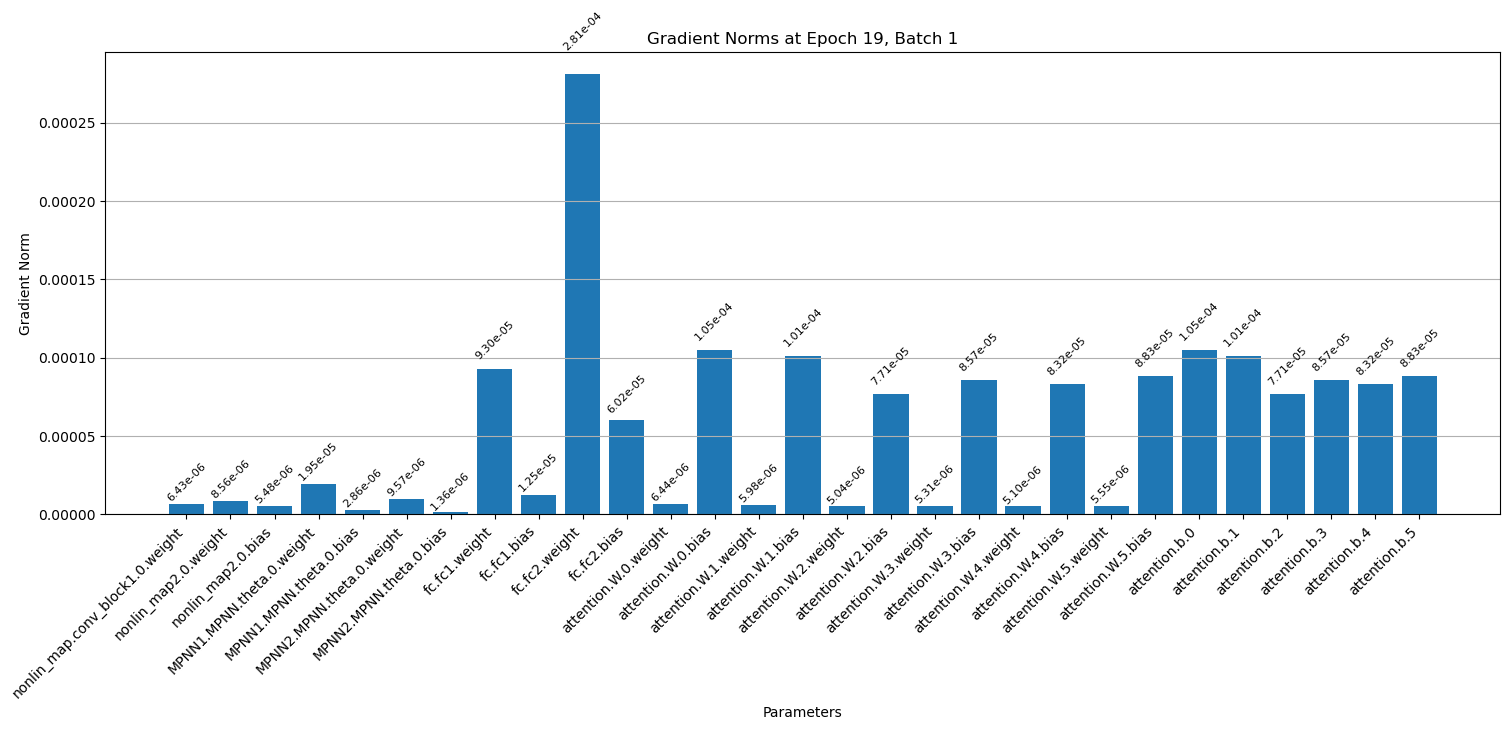 Gradient Norms at Epoch 19, Batch 1
Gradient Norm
0.00025
0.00020
0.00015
0.00010
0.00005
0.00000
6.43e-06
8.56e-06
5.48e-06
1.95e-05
2.86e-06
9.57e-06
1.36e-06
9.30e-05
1.25e-05
2.81e-04
6.02e-05
6.44e-06
1.05e-04
5.98e-06
1.01e-04
5.04e-06
7.71e-05
5.31e-06
8.57e-05
5.10e-06
8.32e-05
5.55e-06
8.83e-05
1.05e-04
1.01e-04
7.71e-05
8.57e-05
8.32e-05
8.83e-05
nonlin_map.conv_block1.0.weight
nonlin_map2.0.weight
nonlin_map2.0.bias
MPNN1.MPNN.theta.0.weight
MPNN1.MPNN.theta.0.bias
MPNN2.MPNN.theta.0.weight
MPNN2.MPNN.theta.0.bias
fc.fc1.weight
fc.fc1.bias
fc.fc2.weight
fc.fc2.bias
attention.W.0.weight
attention.W.0.bias
attention.W.1.weight
attention.W.1.bias
attention.W.2.weight
attention.W.2.bias
attention.W.3.weight
attention.W.3.bias
attention.W.4.weight
attention.W.4.bias
attention.W.5.weight
attention.W.5.bias
attention.b.0
attention.b.1
attention.b.2
attention.b.3
attention.b.4
attention.b.5
Parameters